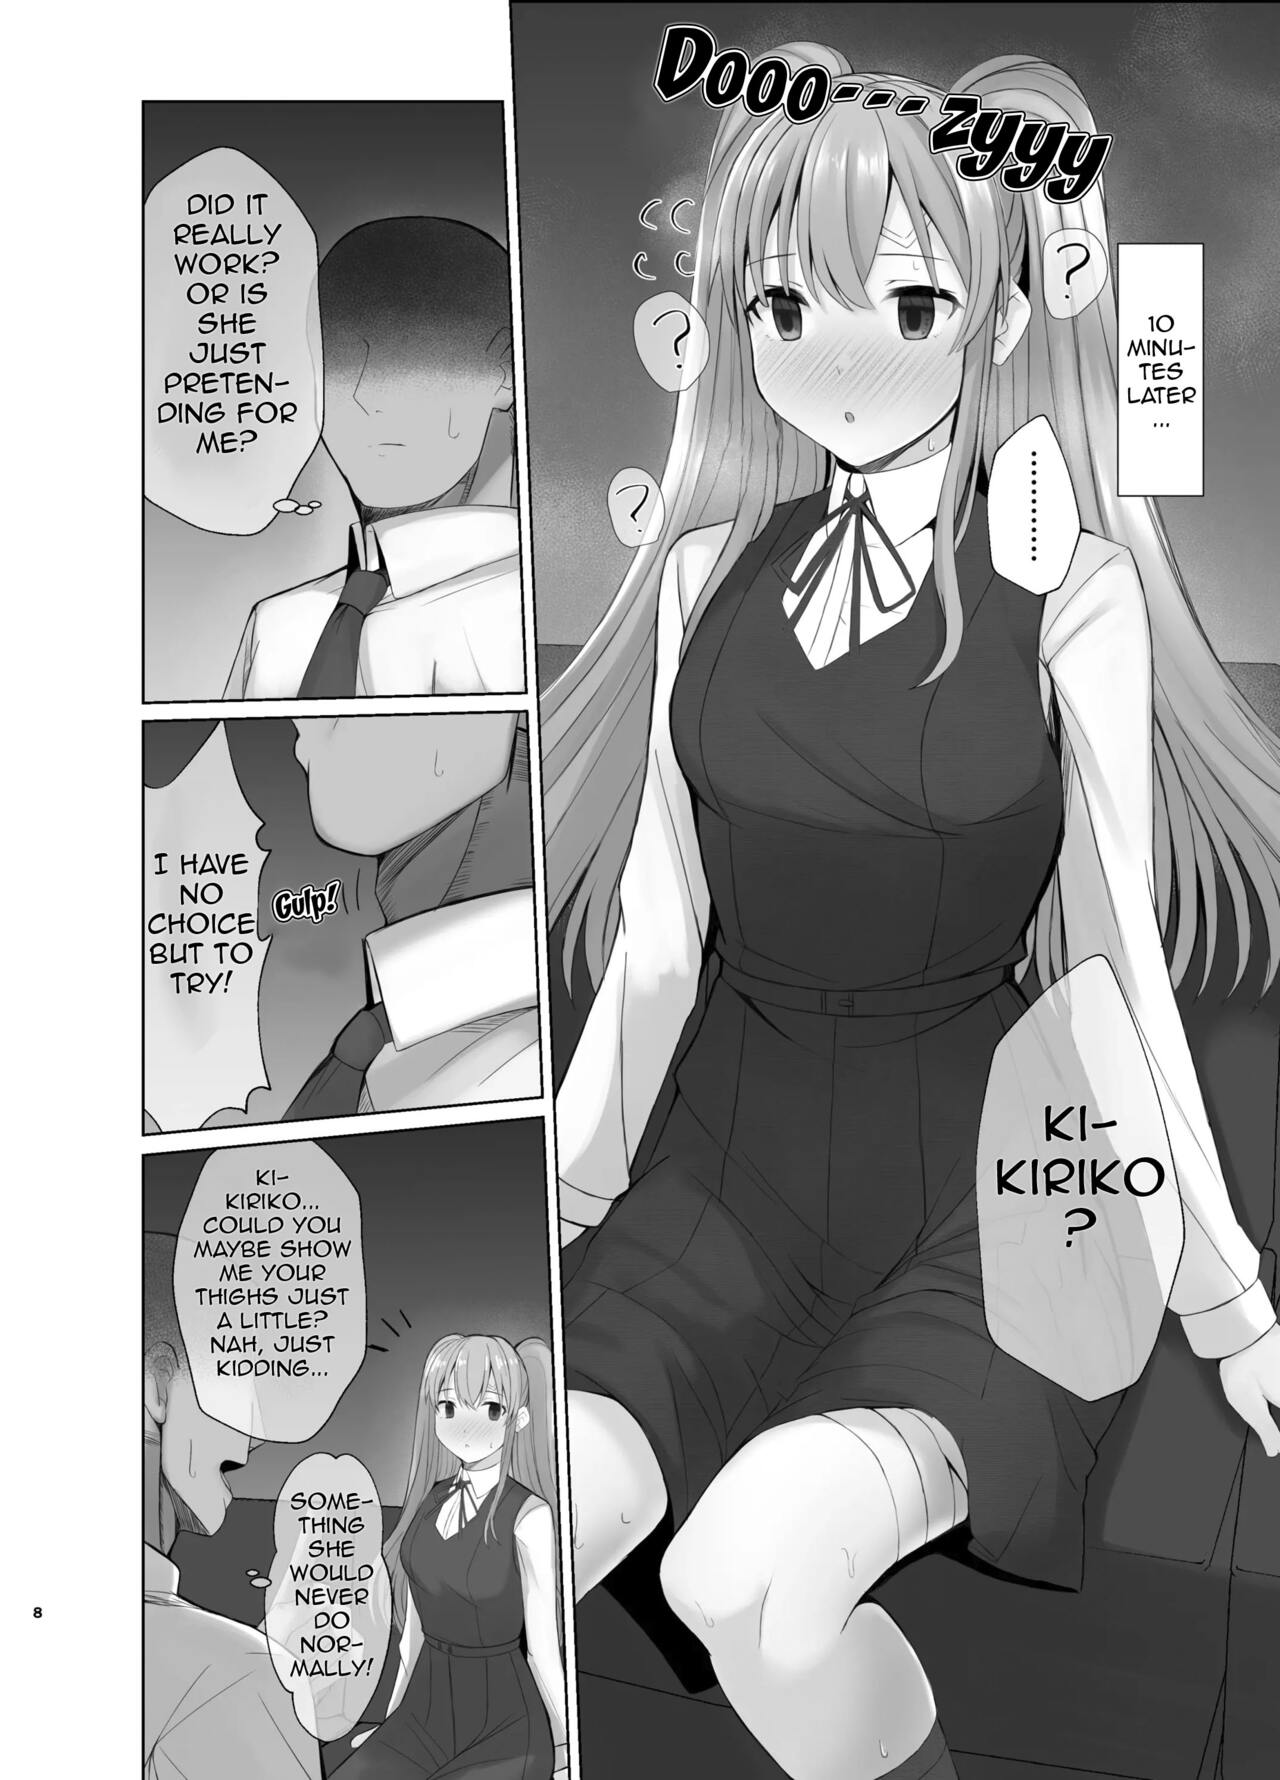 Dooo---zyyy
?
?
?
10
MINU-
TES
LATER
...
.........
KI-
KIRIKO
?
DID IT
REALLY
WORK?
OR IS
SHE
JUST
PRETEN-
DING FOR
ME?
I HAVE
NO
CHOICE
BUT TO
TRY!
Gulp!
KI-
KIRIKO...
COULD YOU
MAYBE SHOW
ME YOUR
THIGHS JUST
A LITTLE?
NAH, JUST
KIDDING...
SOME-
THING
SHE
WOULD
NEVER
DO
NOR-
MALLY!
8